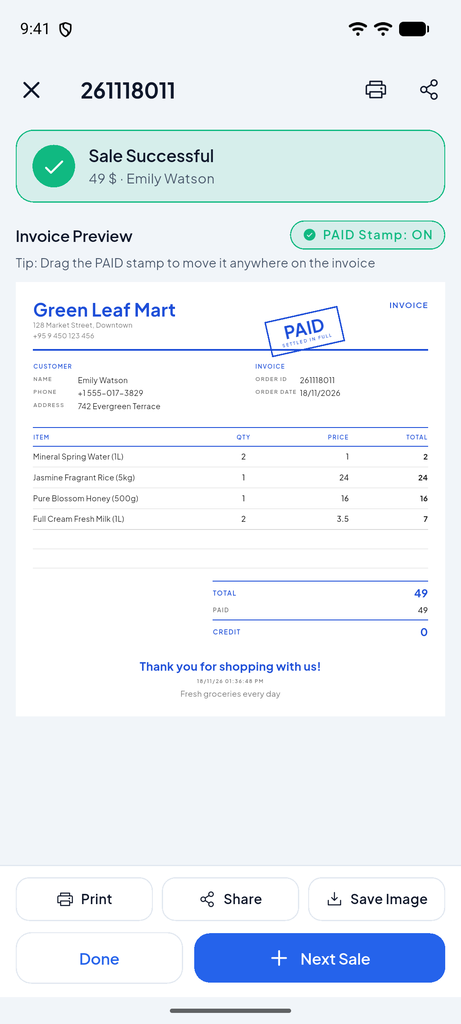 9:41
261118011
Sale Successful
49 $ · Emily Watson
Invoice Preview
PAID Stamp: ON
Tip: Drag the PAID stamp to move it anywhere on the invoice
Green Leaf Mart
128 Market Street, Downtown
+95 9 450 123 456
PAID
SETTLED IN FULL
INVOICE
CUSTOMER
NAME Emily Watson
PHONE +1 555-017-3829
ADDRESS 742 Evergreen Terrace
INVOICE
ORDER ID 261118011
ORDER DATE 18/11/2026
ITEM QTY PRICE TOTAL
Mineral Spring Water (1L) 2 1 2
Jasmine Fragrant Rice (5kg) 1 24 24
Pure Blossom Honey (500g) 1 16 16
Full Cream Fresh Milk (1L) 2 3.5 7
TOTAL 49
PAID 49
CREDIT 0
Thank you for shopping with us!
18/11/26 01:36:48 PM
Fresh groceries every day
Print
Share
Save Image
Done
Next Sale